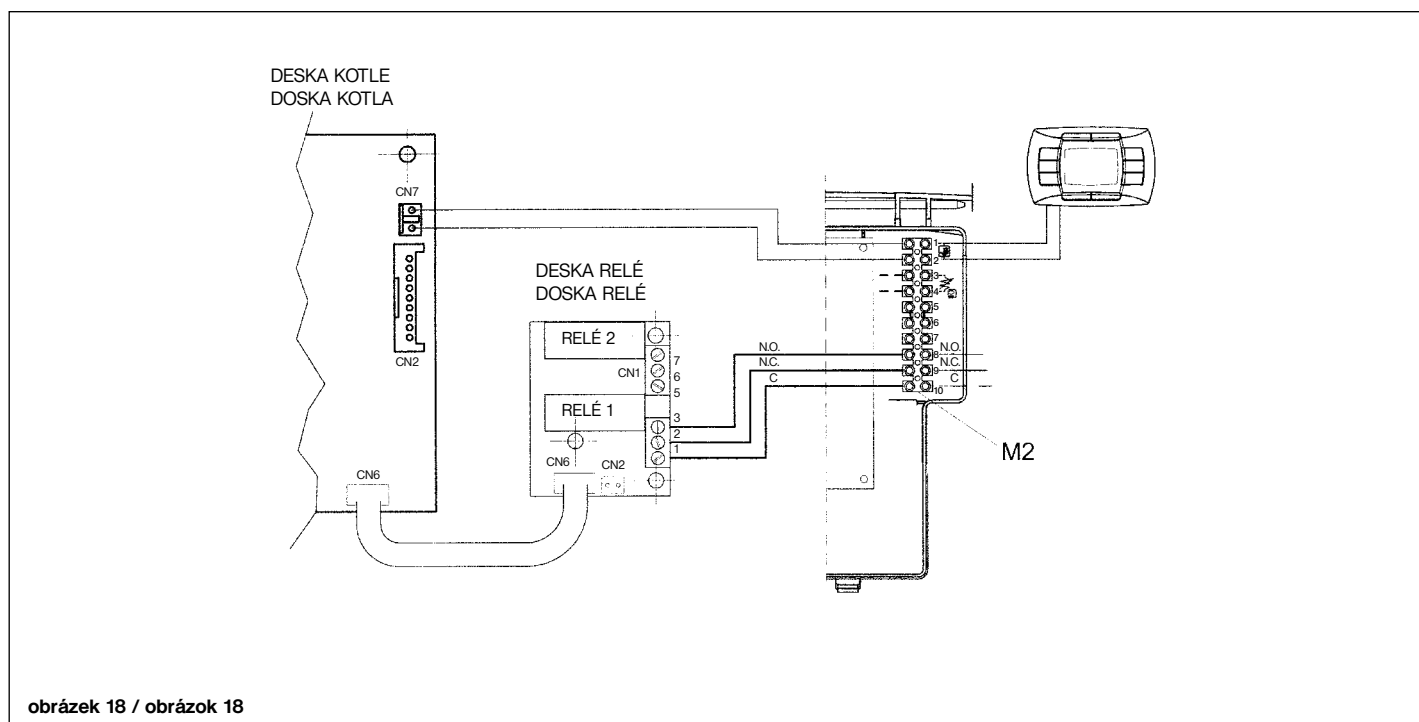 DESKA KOTLE
DOSKA KOTLA
CN7
CN2
CN6
DESKA RELÉ
DOSKA RELÉ
RELÉ 2
7
CN1
6
5
RELÉ 1
3
2
1
CN6
CN2
N.O.
N.C.
C
1
2
3
4
5
6
7
8
9
10
N.O.
N.C.
C
M2
obrázek 18 / obrázok 18